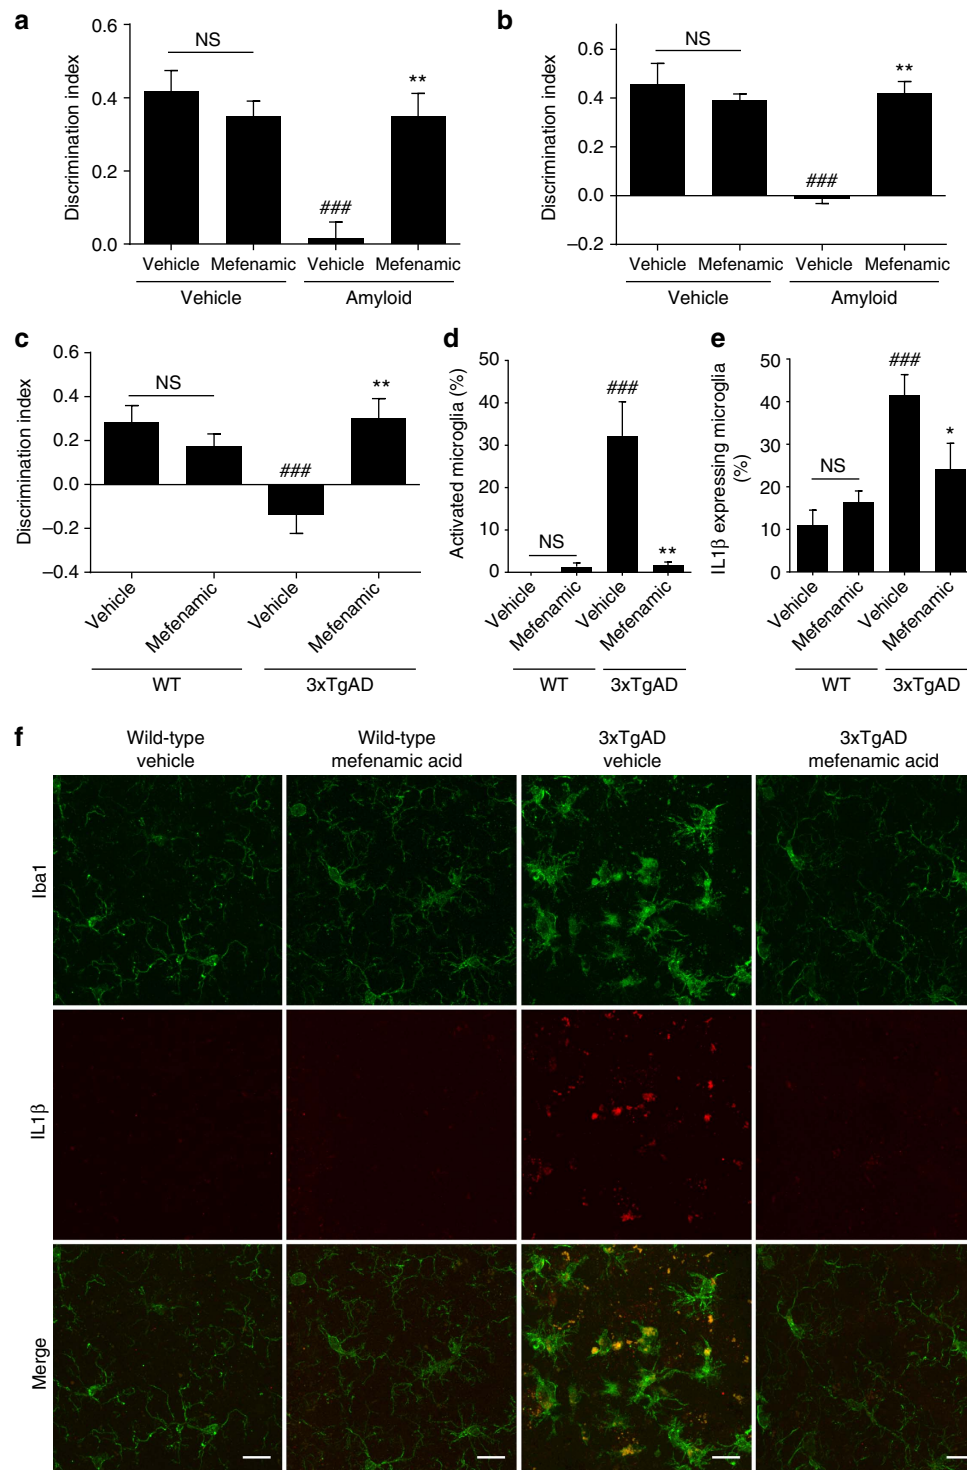 a
Discrimination index
0.6
0.4
0.2
0.0
NS
###
**
Vehicle Mefenamic Vehicle Mefenamic
Vehicle Amyloid
b
Discrimination index
0.6
0.4
0.2
0.0
–0.2
NS
###
**
Vehicle Mefenamic Vehicle Mefenamic
Vehicle Amyloid
c
Discrimination index
0.6
0.4
0.2
0.0
–0.2
–0.4
NS
###
**
Vehicle Mefenamic Vehicle Mefenamic
WT 3xTgAD
d
Activated microglia (%)
50
40
30
20
10
0
NS
###
**
Vehicle Mefenamic Vehicle Mefenamic
WT 3xTgAD
e
IL1β expressing microglia
(%)
50
40
30
20
10
0
NS
###
*
Vehicle Mefenamic Vehicle Mefenamic
WT 3xTgAD
f
Wild-type
vehicle
Wild-type
mefenamic acid
3xTgAD
vehicle
3xTgAD
mefenamic acid
Iba1
IL1β
Merge